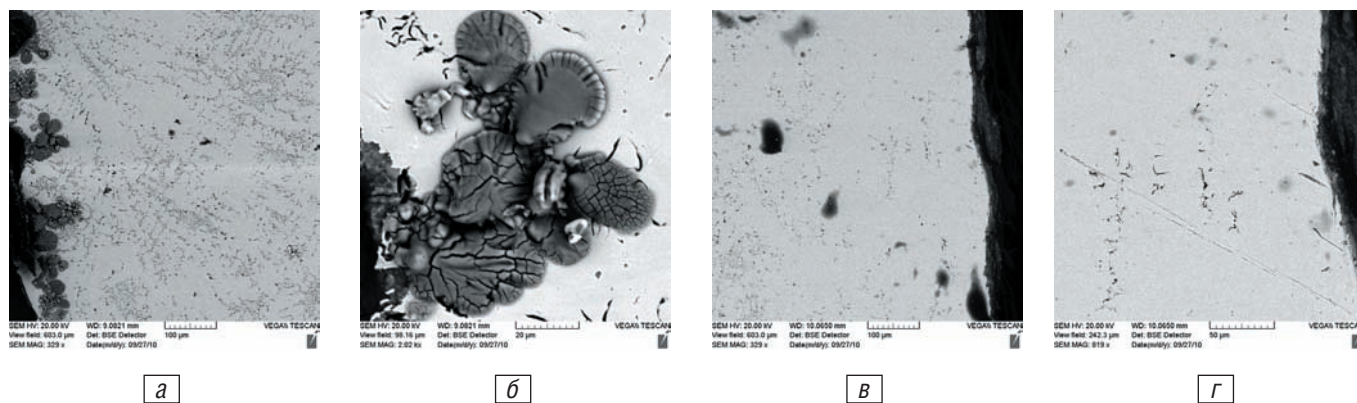 SEM HV: 20.00 kV WD: 9.0821 mm VEGA\\ TESCAN
View field: 603.0 µm Det: BSE Detector 100 µm
SEM MAG: 329 x Date(m/d/y): 09/27/10
а
SEM HV: 20.00 kV WD: 9.0821 mm VEGA\\ TESCAN
View field: 98.16 µm Det: BSE Detector 20 µm
SEM MAG: 2.02 kx Date(m/d/y): 09/27/10
б
SEM HV: 20.00 kV WD: 10.0650 mm VEGA\\ TESCAN
View field: 603.0 µm Det: BSE Detector 100 µm
SEM MAG: 329 x Date(m/d/y): 09/27/10
в
SEM HV: 20.00 kV WD: 10.0650 mm VEGA\\ TESCAN
View field: 242.3 µm Det: BSE Detector 50 µm
SEM MAG: 819 x Date(m/d/y): 09/27/10
г